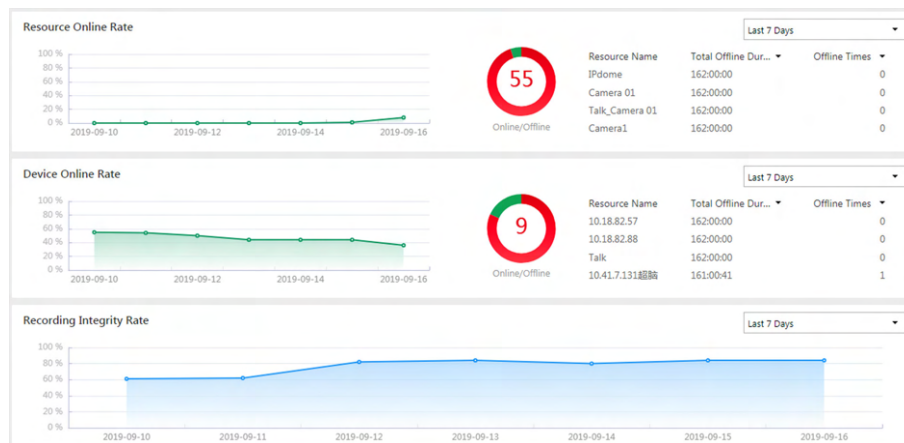 Resource Online Rate
Last 7 Days
100 %
80 %
60 %
40 %
20 %
0 %
2019-09-10 2019-09-12 2019-09-14 2019-09-16
55
Online/Offline
Resource Name Total Offline Dur... Offline Times
IPdome 162:00:00 0
Camera 01 162:00:00 0
Talk_Camera 01 162:00:00 0
Camera1 162:00:00 0
Device Online Rate
Last 7 Days
100 %
80 %
60 %
40 %
20 %
0 %
2019-09-10 2019-09-12 2019-09-14 2019-09-16
9
Online/Offline
Resource Name Total Offline Dur... Offline Times
10.18.82.57 162:00:00 0
10.18.82.88 162:00:00 0
Talk 162:00:00 0
10.41.7.131超脑 161:00:41 1
Recording Integrity Rate
Last 7 Days
100 %
80 %
60 %
40 %
20 %
0 %
2019-09-10 2019-09-11 2019-09-12 2019-09-13 2019-09-14 2019-09-15 2019-09-16